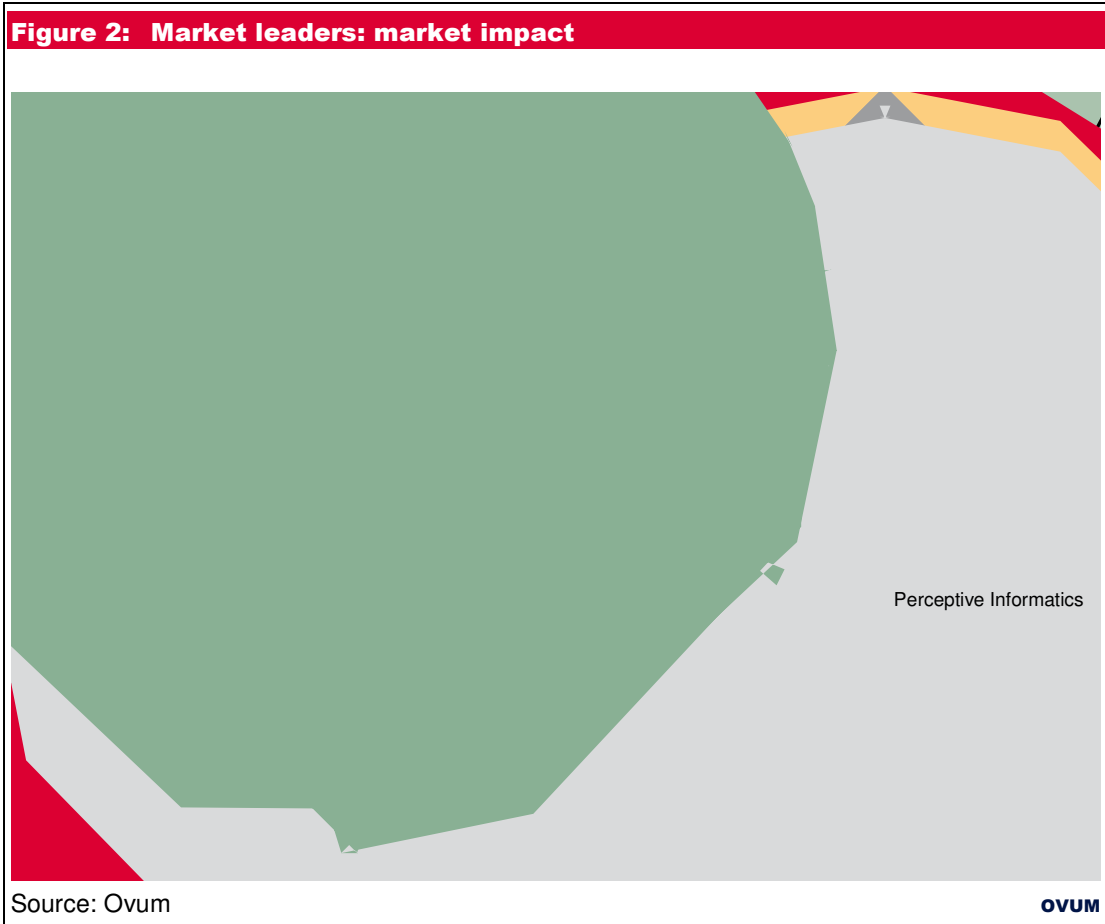 Figure 2: Market leaders: market impact
Perceptive Informatics
Source: Ovum
OVUM